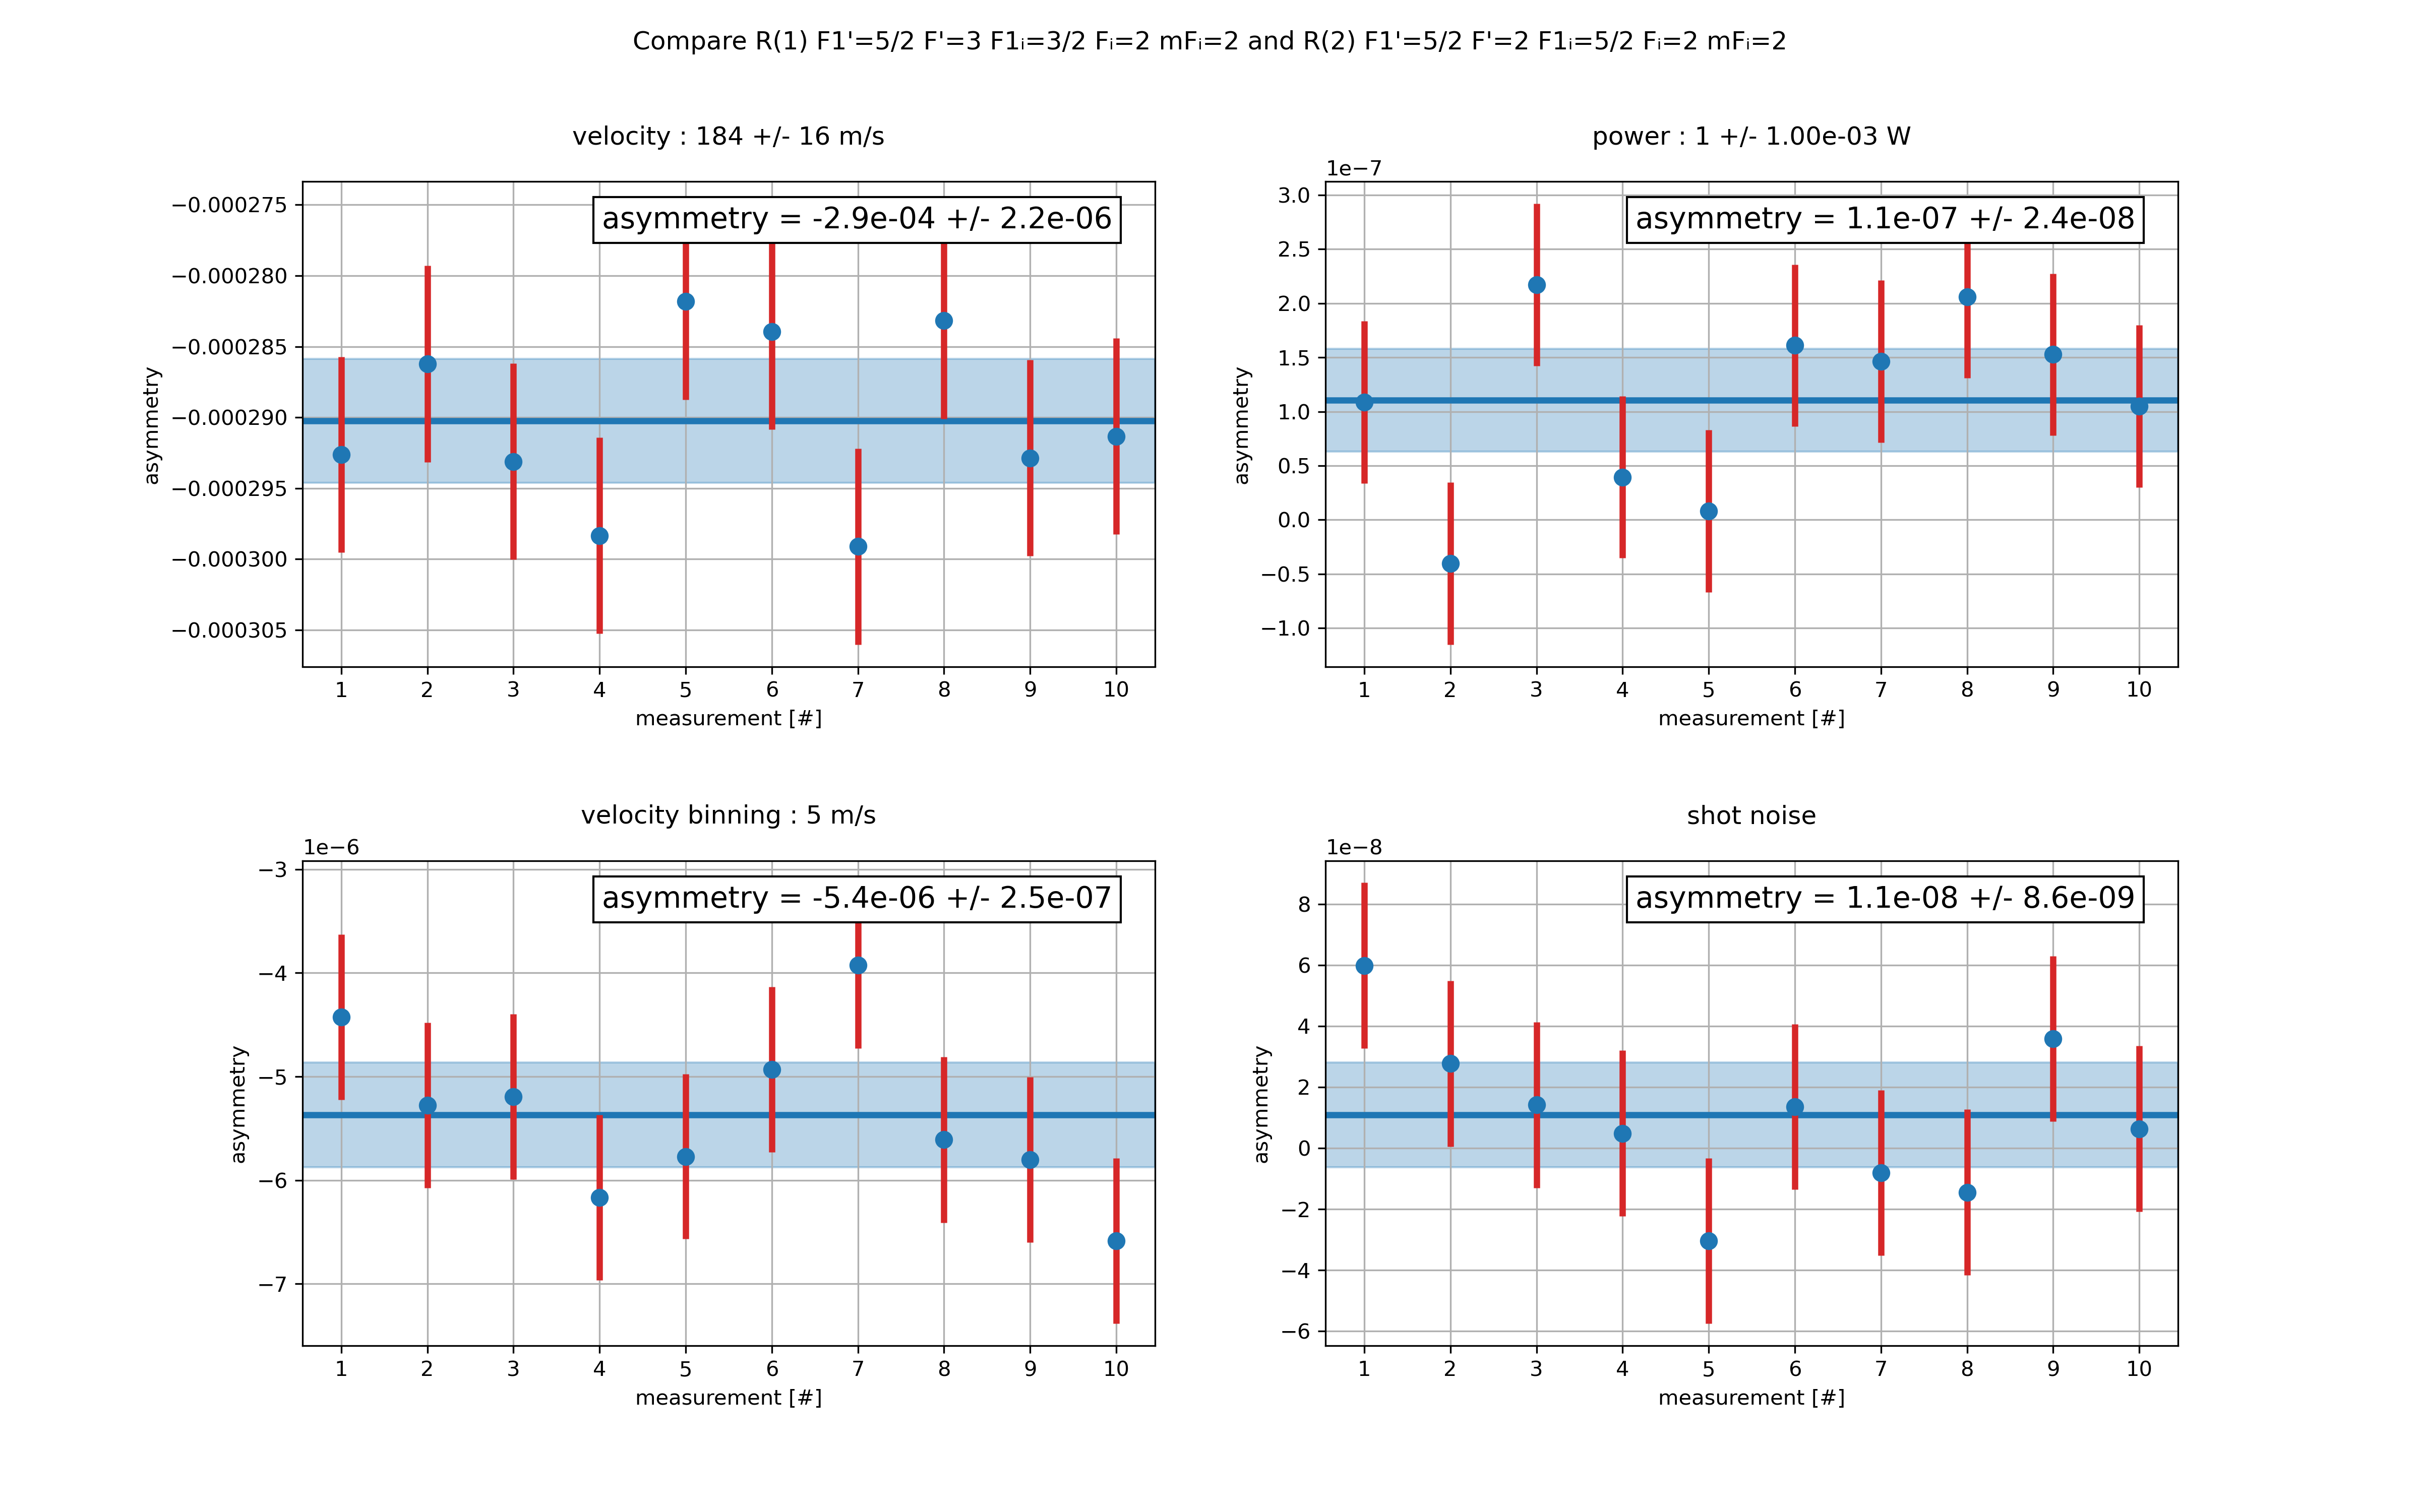 Compare R(1) F1'=5/2 F'=3 F1ᵢ=3/2 Fᵢ=2 mFᵢ=2 and R(2) F1'=5/2 F'=2 F1ᵢ=5/2 Fᵢ=2 mFᵢ=2
velocity : 184 +/- 16 m/s
asymmetry = -2.9e-04 +/- 2.2e-06
−0.000275
−0.000280
−0.000285
−0.000290
−0.000295
−0.000300
−0.000305
asymmetry
1 2 3 4 5 6 7 8 9 10
measurement [#]
power : 1 +/- 1.00e-03 W
1e−7
asymmetry = 1.1e-07 +/- 2.4e-08
3.0
2.5
2.0
1.5
1.0
0.5
0.0
−0.5
−1.0
asymmetry
1 2 3 4 5 6 7 8 9 10
measurement [#]
velocity binning : 5 m/s
1e−6
asymmetry = -5.4e-06 +/- 2.5e-07
−3
−4
−5
−6
−7
asymmetry
1 2 3 4 5 6 7 8 9 10
measurement [#]
shot noise
1e−8
asymmetry = 1.1e-08 +/- 8.6e-09
8
6
4
2
0
−2
−4
−6
asymmetry
1 2 3 4 5 6 7 8 9 10
measurement [#]